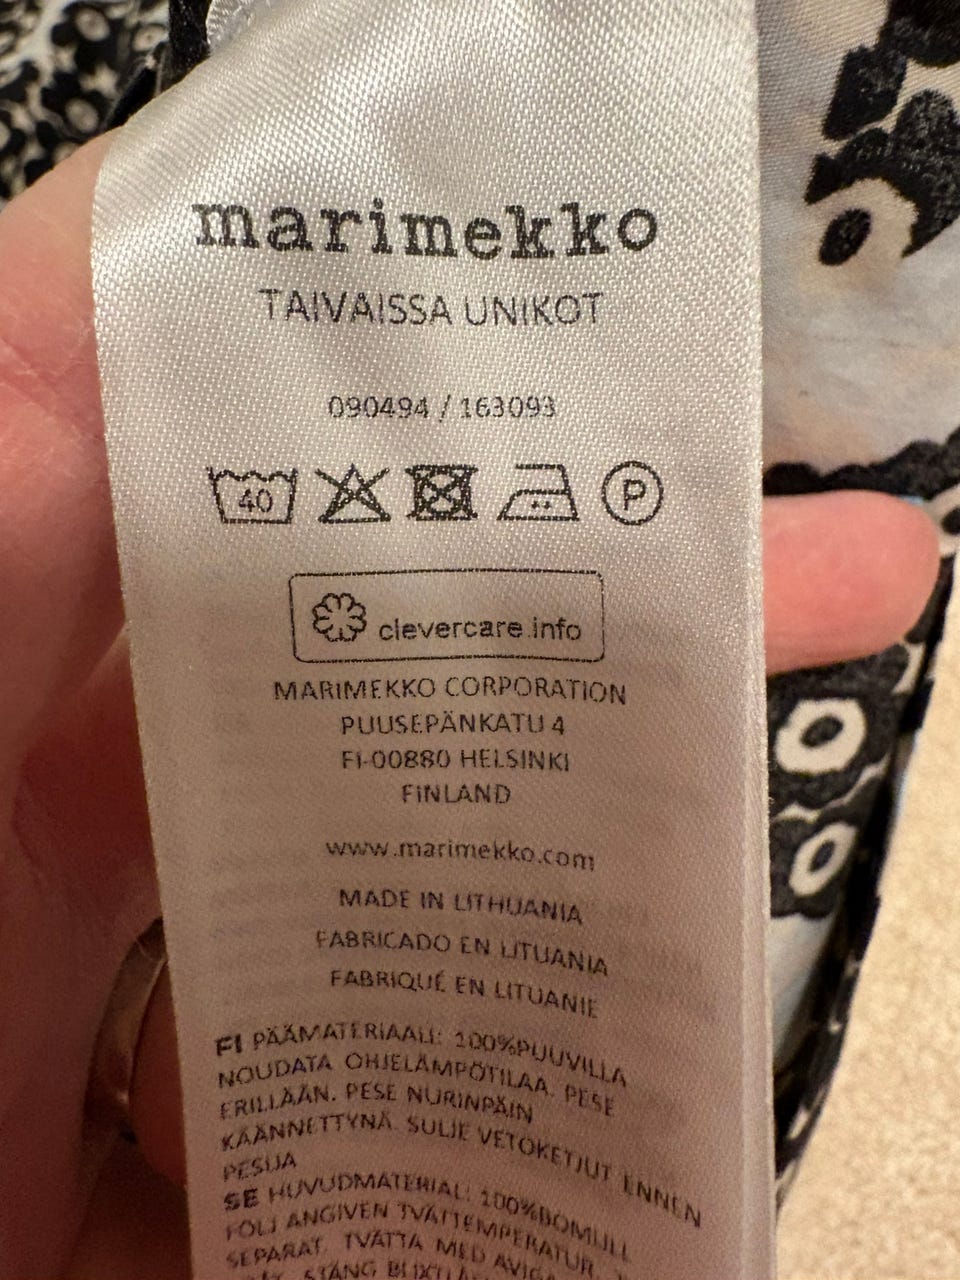 marimekko
TAIVAISSA UNIKOT
090494 / 163093
40 P
clevercare.info
MARIMEKKO CORPORATION
PUUSEPÄNKATU 4
FI-00880 HELSINKI
FINLAND
www.marimekko.com
MADE IN LITHUANIA
FABRICADO EN LITUANIA
FABRIQUÉ EN LITUANIE
FI PÄÄMATERIAALI: 100%PUUVILLA
NOUDATA OHJELÄMPÖTILAA. PESE
ERILLÄÄN. PESE NURINPÄIN
KÄÄNNETTYNÄ. SULJE VETOKETJUT ENNEN
PESUA
SE HUVUDMATERIAL: 100%BOMULL
FÖLJ ANGIVEN TVÄTTEMPERATUR.
SEPARAT. TVÄTTA MED
STÄNG